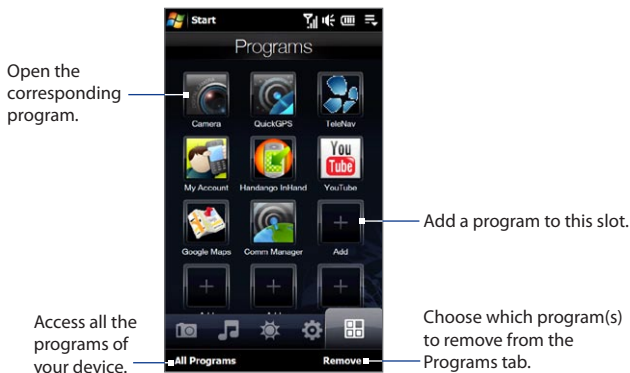 Start
Programs
Open the
corresponding
program.
Camera
QuickGPS
TeleNav
You
Tube
My Account
Handango InHand
YouTube
Add a program to this slot.
Google Maps
Comm Manager
Add
Access all the
programs of
your device.
Choose which program(s)
to remove from the
Programs tab.
All Programs
Remove